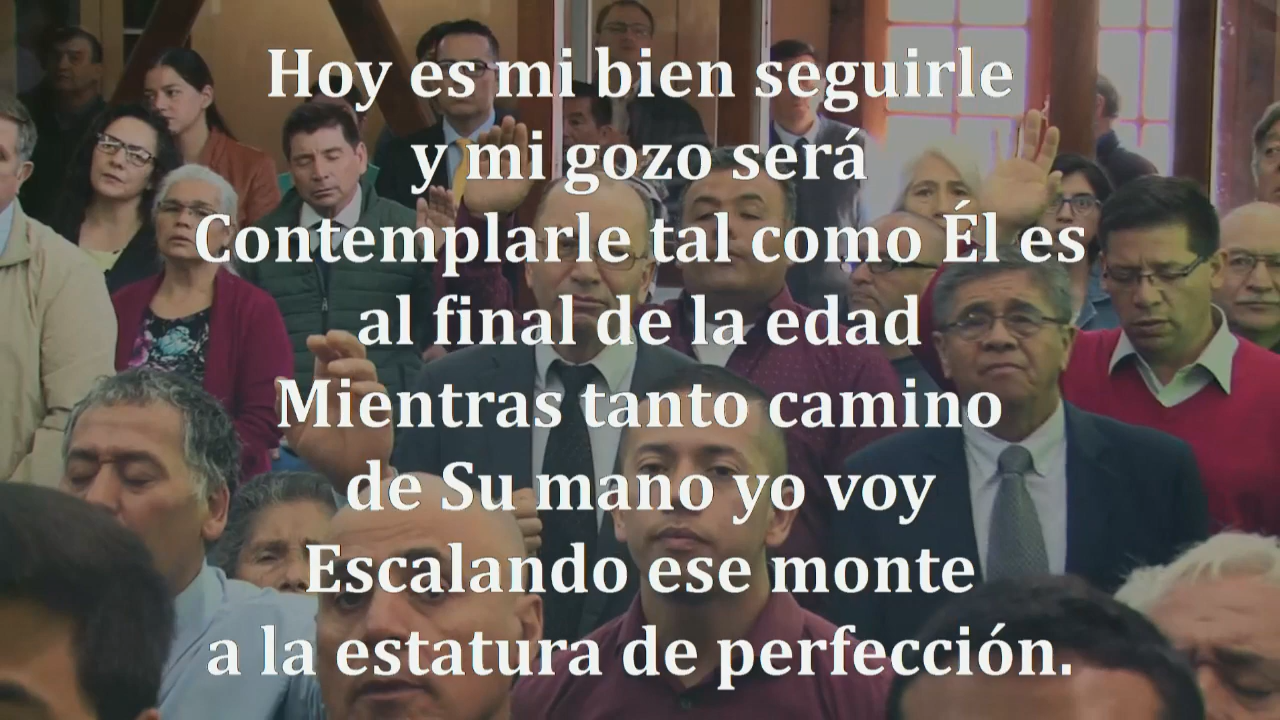 Hoy es mi bien seguirle
y mi gozo será
Contemplarle tal como Él es
al final de la edad
Mientras tanto camino
de Su mano yo voy
Escalando ese monte
a la estatura de perfección.